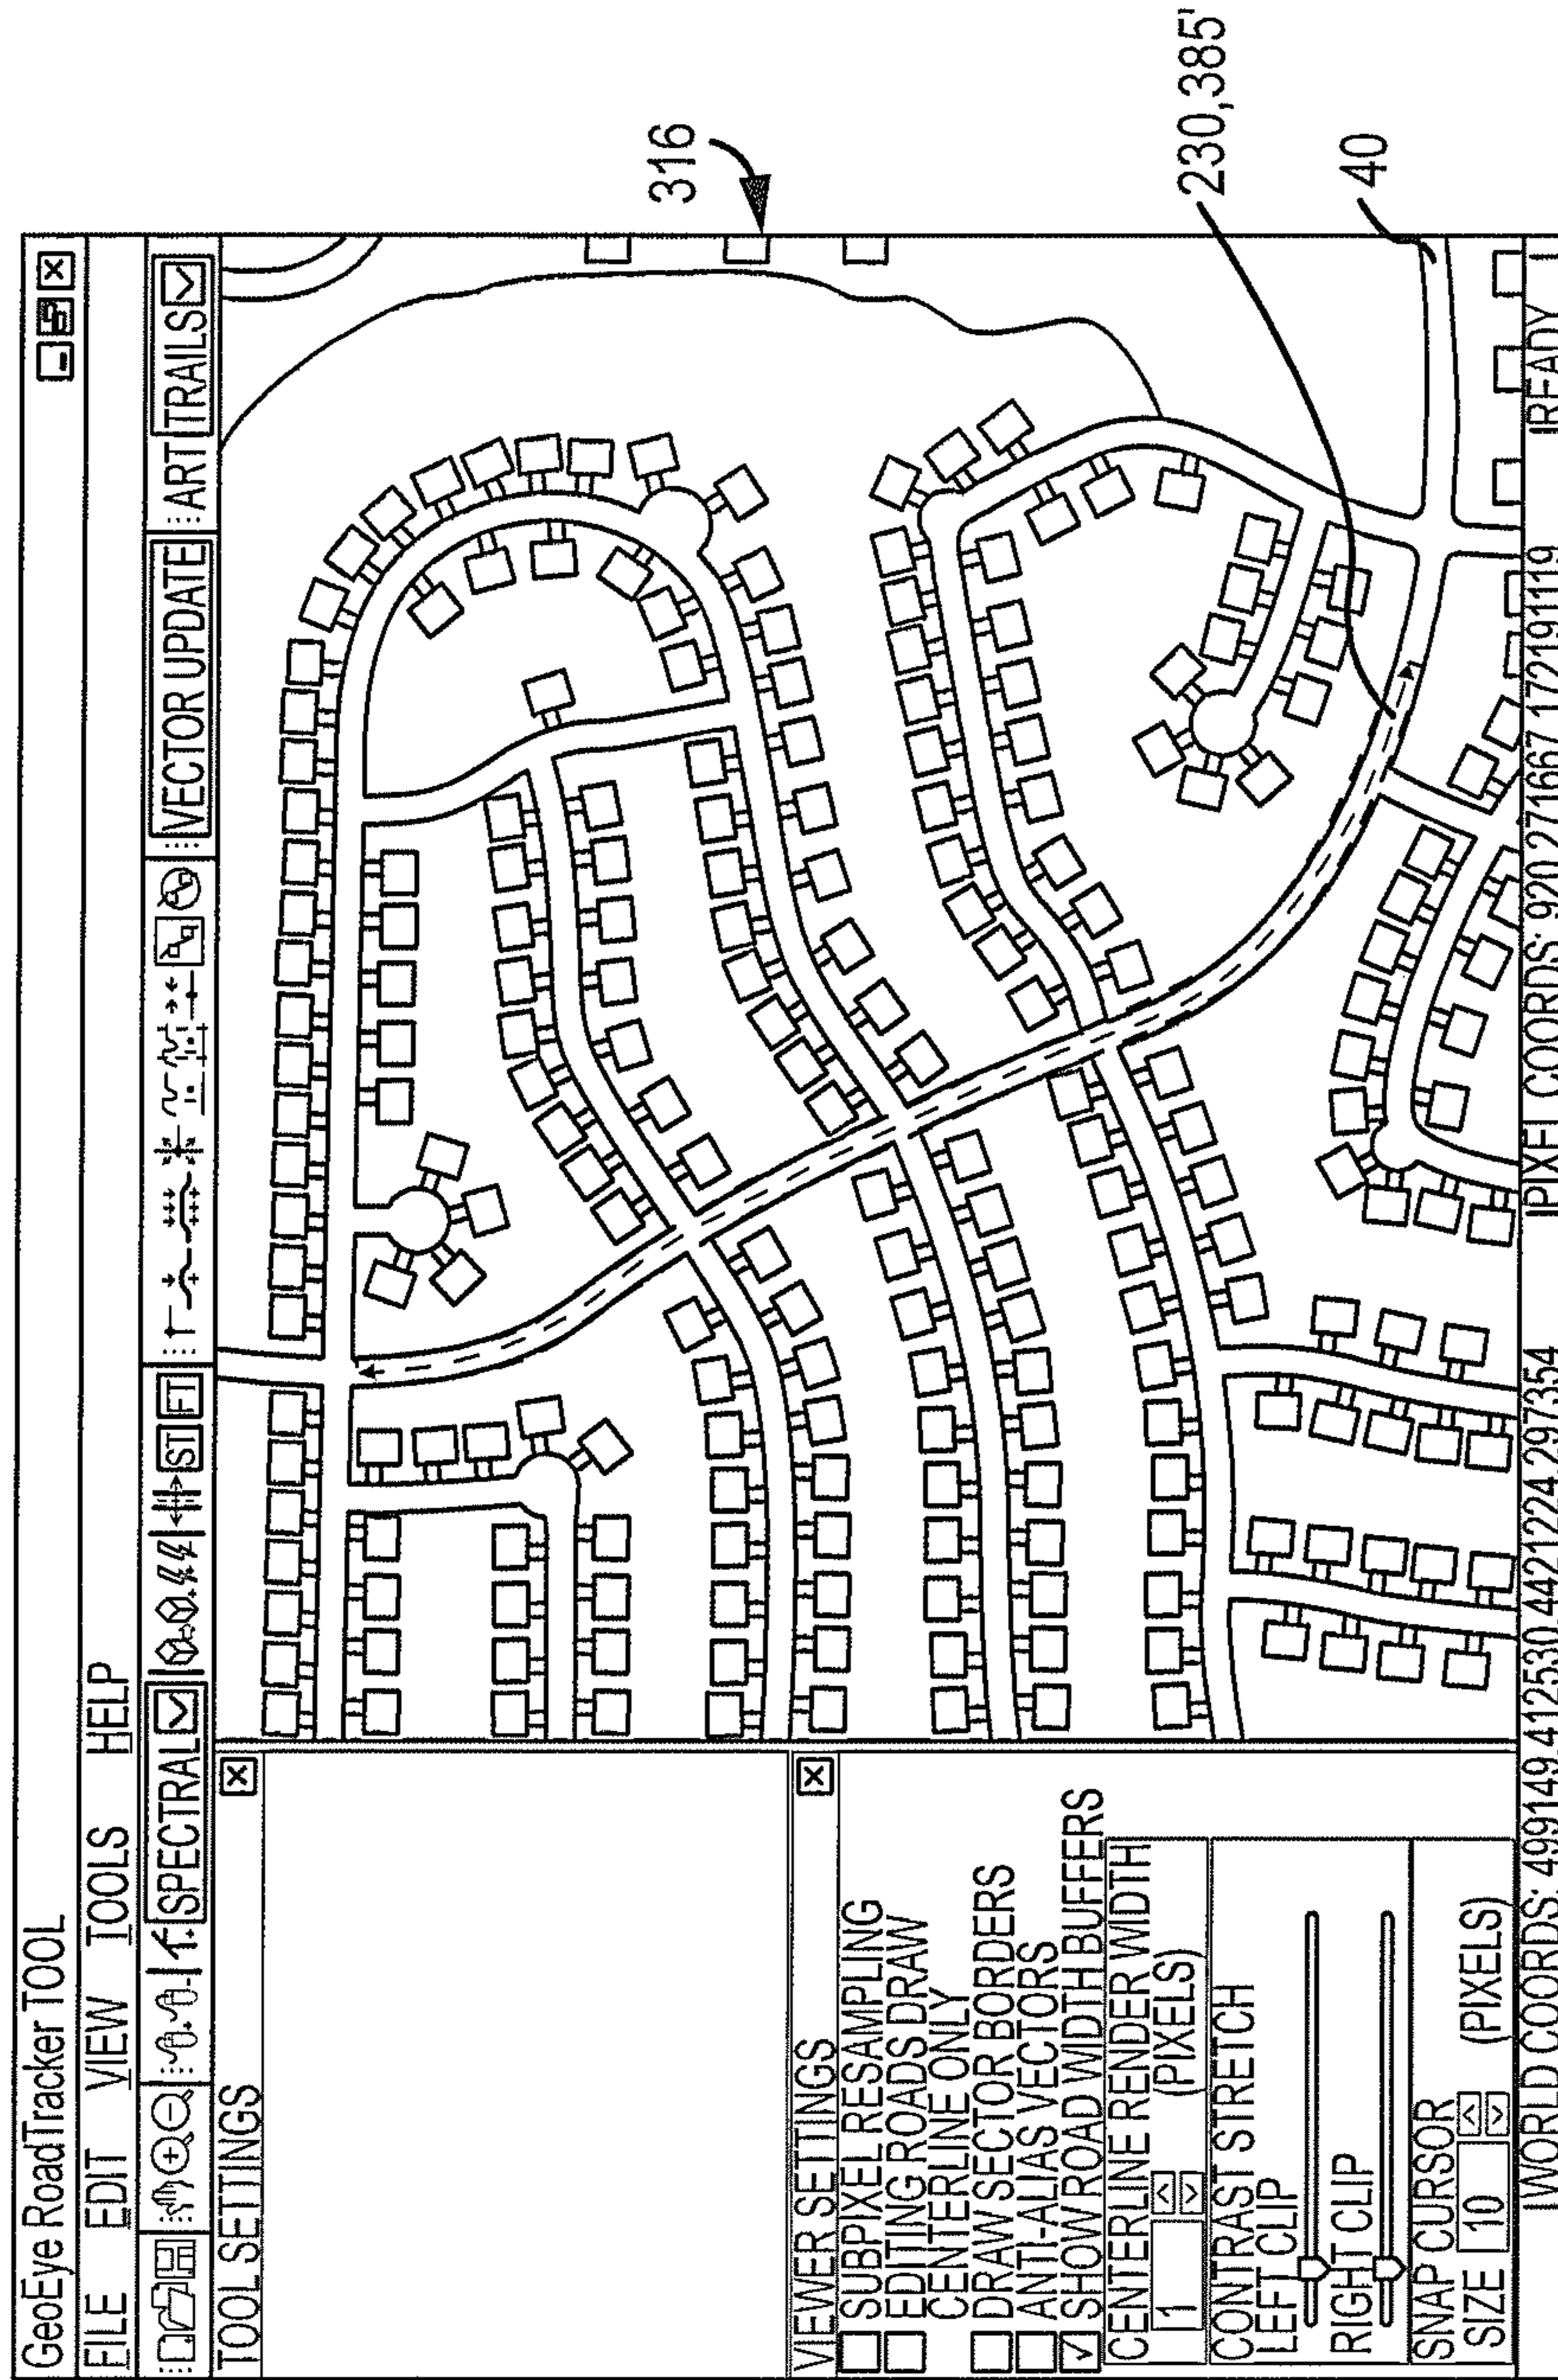 GeoEye RoadTracker TOOL
FILE EDIT VIEW TOOLS HELP
SPECTRAL ST FT VECTOR UPDATE ART TRAILS
TOOL SETTINGS
VIEWER SETTINGS
SUBPIXEL RESAMPLING
EDITING ROADS DRAW
CENTERLINE ONLY
DRAW SECTOR BORDERS
ANTI-ALIAS VECTORS
SHOW ROAD WIDTH BUFFERS
CENTERLINE RENDER WIDTH
1 (PIXELS)
CONTRAST STRETCH
LEFT CLIP
RIGHT CLIP
SNAP CURSOR
SIZE 10 (PIXELS)
WORLD COORDS: 499149.412530,4421224.297354 PIXEL COORDS: 920.271667,1721.91119 READY
316
230,385'
40